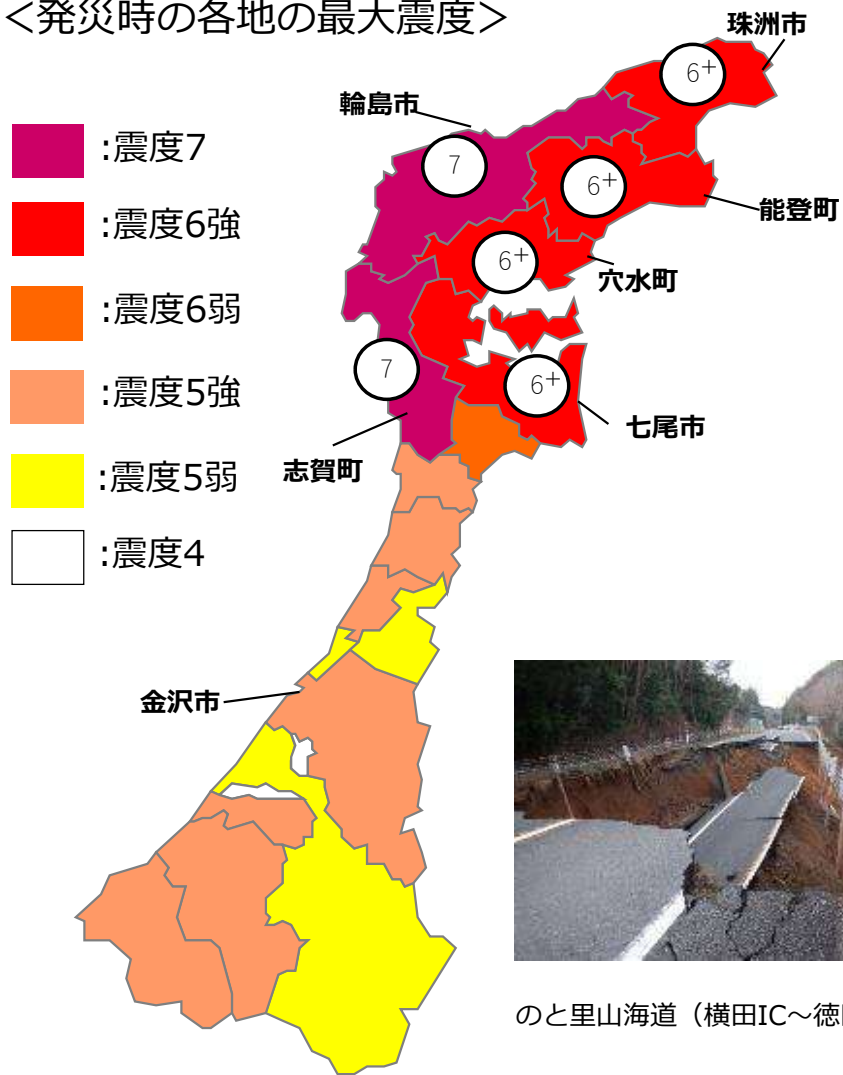 ＜発災時の各地の最大震度＞
珠洲市
6+
輪島市
:震度7
7
6+
:震度6強
能登町
6+
穴水町
:震度6弱
7
6+
:震度5強
七尾市
志賀町
:震度5弱
:震度4
金沢市
のと里山海道（横田IC～徳